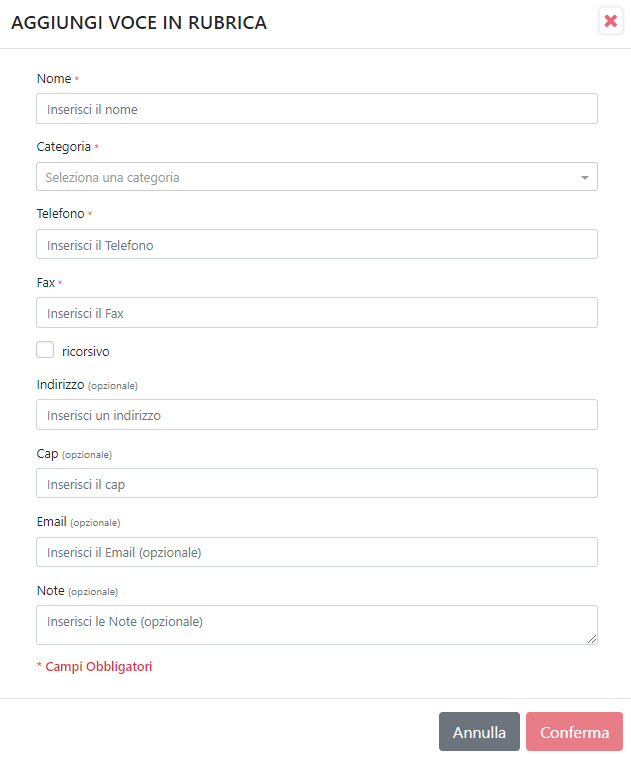 AGGIUNGI VOCE IN RUBRICA
Nome *
Inserisci il nome
Categoria *
Seleziona una categoria
Telefono *
Inserisci il Telefono
Fax *
Inserisci il Fax
ricorsivo
Indirizzo (opzionale)
Inserisci un indirizzo
Cap (opzionale)
Inserisci il cap
Email (opzionale)
Inserisci il Email (opzionale)
Note (opzionale)
Inserisci le Note (opzionale)
* Campi Obbligatori
Annulla Conferma